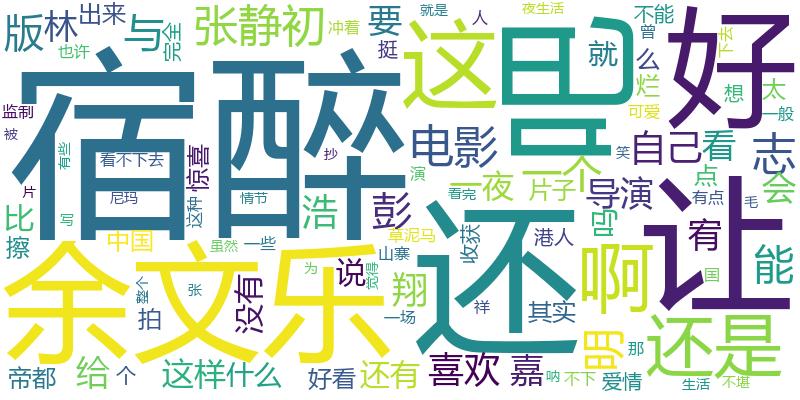 宿醉
余文乐
还
让
好
这
明
啊
还是
张静初
版
林
出来
与
完全
冲着
要
挺
就是
人
夜生活
不能
曾
么
烂
可爱
下去
想
太
一般
就
电影
自己
看
志
点
会
有点
毛
一个
一夜
片子
导演
吗
宥
能
港人
收获
看完
演
浩
彭
抄
笑
监制
被
片
也许
有些
看不下去
尼玛
惊喜
这种
情节
比
擦
中国
虽然
一些
草泥马
山寨
觉得
为
张
整个
拍
没有
说
翔
一场
祥
其实
国
那
帝都
给
个
这样
什么
好看
还有
喜欢
嘉
呐
不下
爱情
生活
不堪